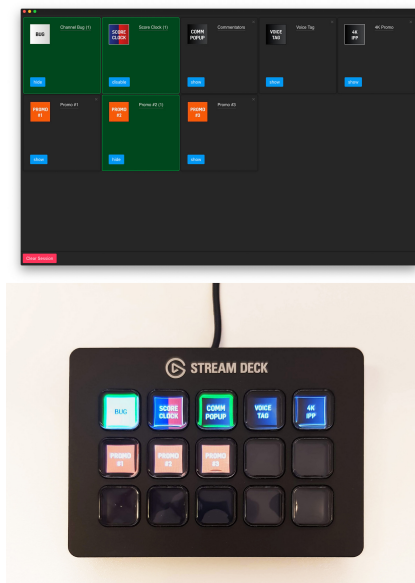 BUG
Channel Bug (1)
hide
SCORE
CLOCK
Score Clock (1)
disable
COMM
POPUP
Commentators
show
VOICE
TAG
Voice Tag
show
4K
IPP
4K Promo
show
PROMO
#1
Promo #1
show
PROMO
#2
Promo #2 (1)
hide
PROMO
#3
Promo #3
show
Clear Session
STREAM DECK
BUG
SCORE
CLOCK
COMM
POPUP
VOICE
TAG
4K
IPP
PROMO
#1
PROMO
#2
PROMO
#3